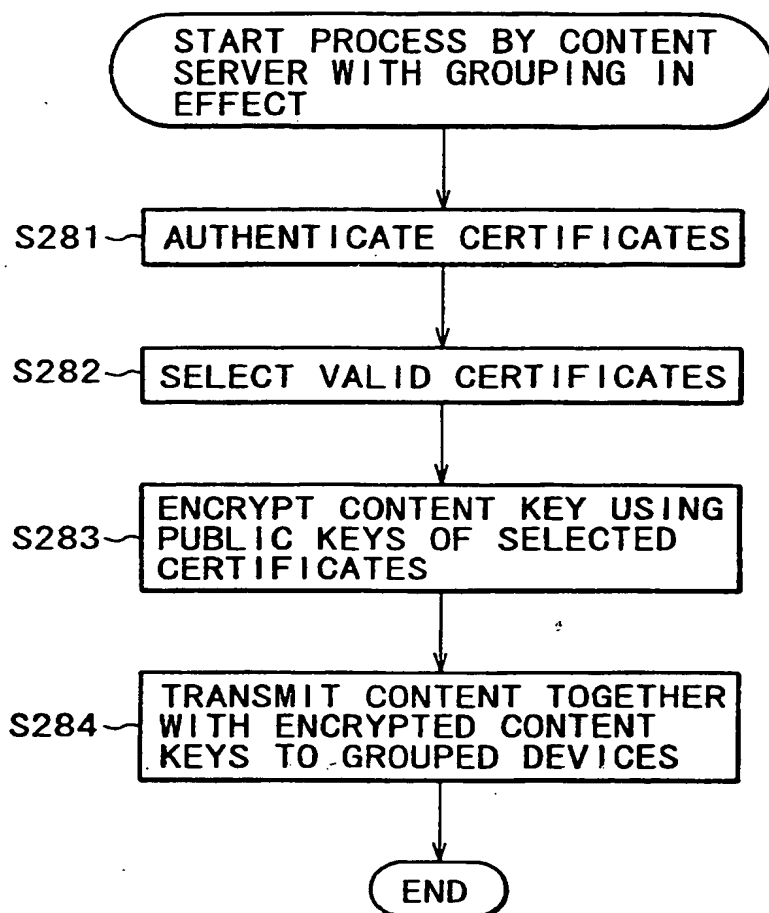 START PROCESS BY CONTENT
SERVER WITH GROUPING IN
EFFECT
S281
AUTHENTICATE CERTIFICATES
S282
SELECT VALID CERTIFICATES
S283
ENCRYPT CONTENT KEY USING
PUBLIC KEYS OF SELECTED
CERTIFICATES
S284
TRANSMIT CONTENT TOGETHER
WITH ENCRYPTED CONTENT
KEYS TO GROUPED DEVICES
END